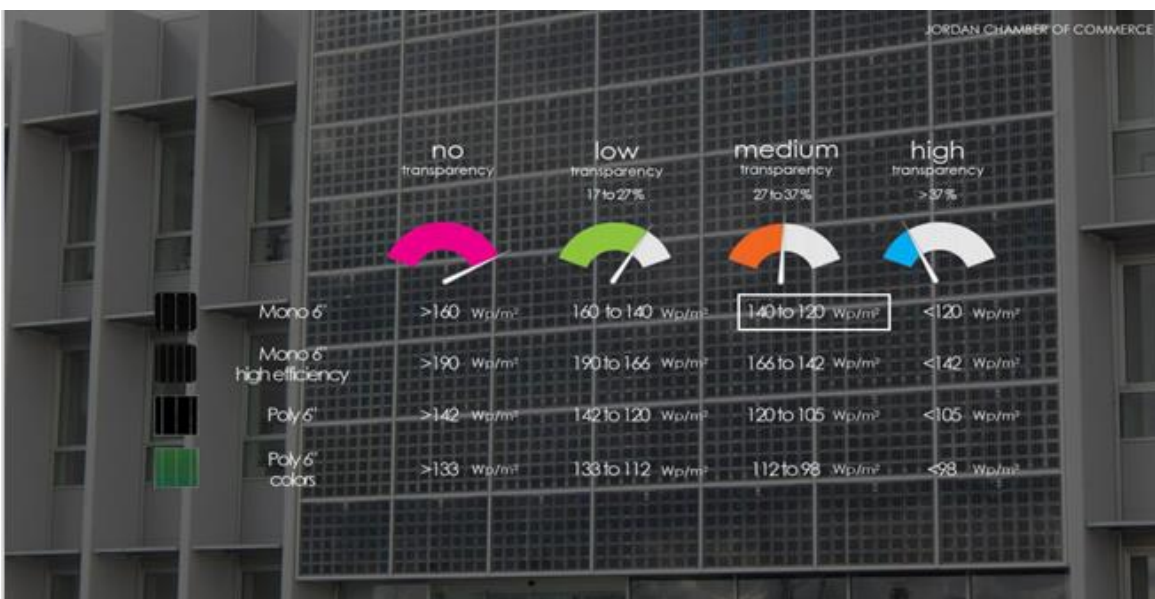 JORDAN CHAMBER OF COMMERCE
no low medium high
transparency transparency transparency transparency
17 to 27% 27 to 37% >37%
Mono 6" >160 Wp/m² 160 to 140 Wp/m² 140 to 120 Wp/m² <120 Wp/m²
Mono 6"
high efficiency >190 Wp/m² 190 to 166 Wp/m² 166 to 142 Wp/m² <142 Wp/m²
Poly 6" >142 Wp/m² 142 to 120 Wp/m² 120 to 105 Wp/m² <105 Wp/m²
Poly 6"
colors >133 Wp/m² 133 to 112 Wp/m² 112 to 98 Wp/m² <98 Wp/m²